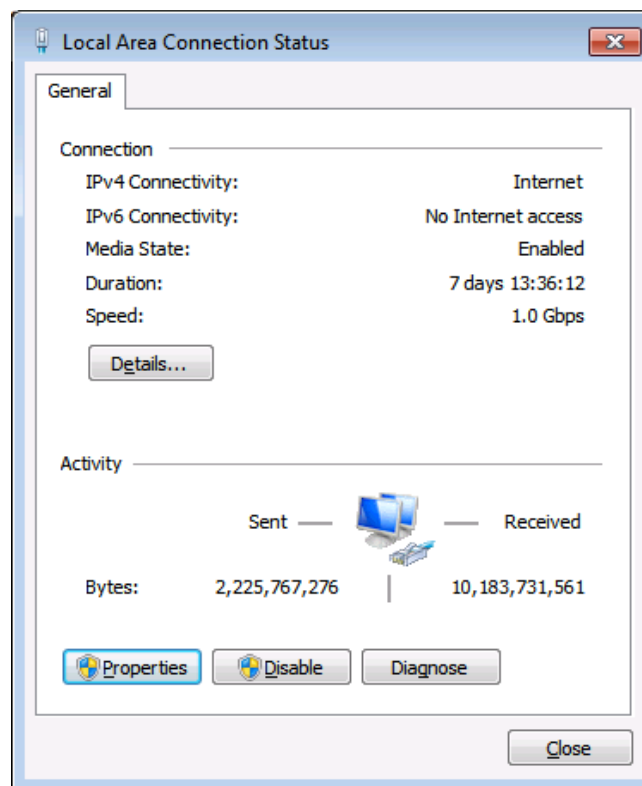 Local Area Connection Status
General
Connection
IPv4 Connectivity: Internet
IPv6 Connectivity: No Internet access
Media State: Enabled
Duration: 7 days 13:36:12
Speed: 1.0 Gbps
Details...
Activity
Sent Received
Bytes: 2,225,767,276 10,183,731,561
Properties Disable Diagnose
Close